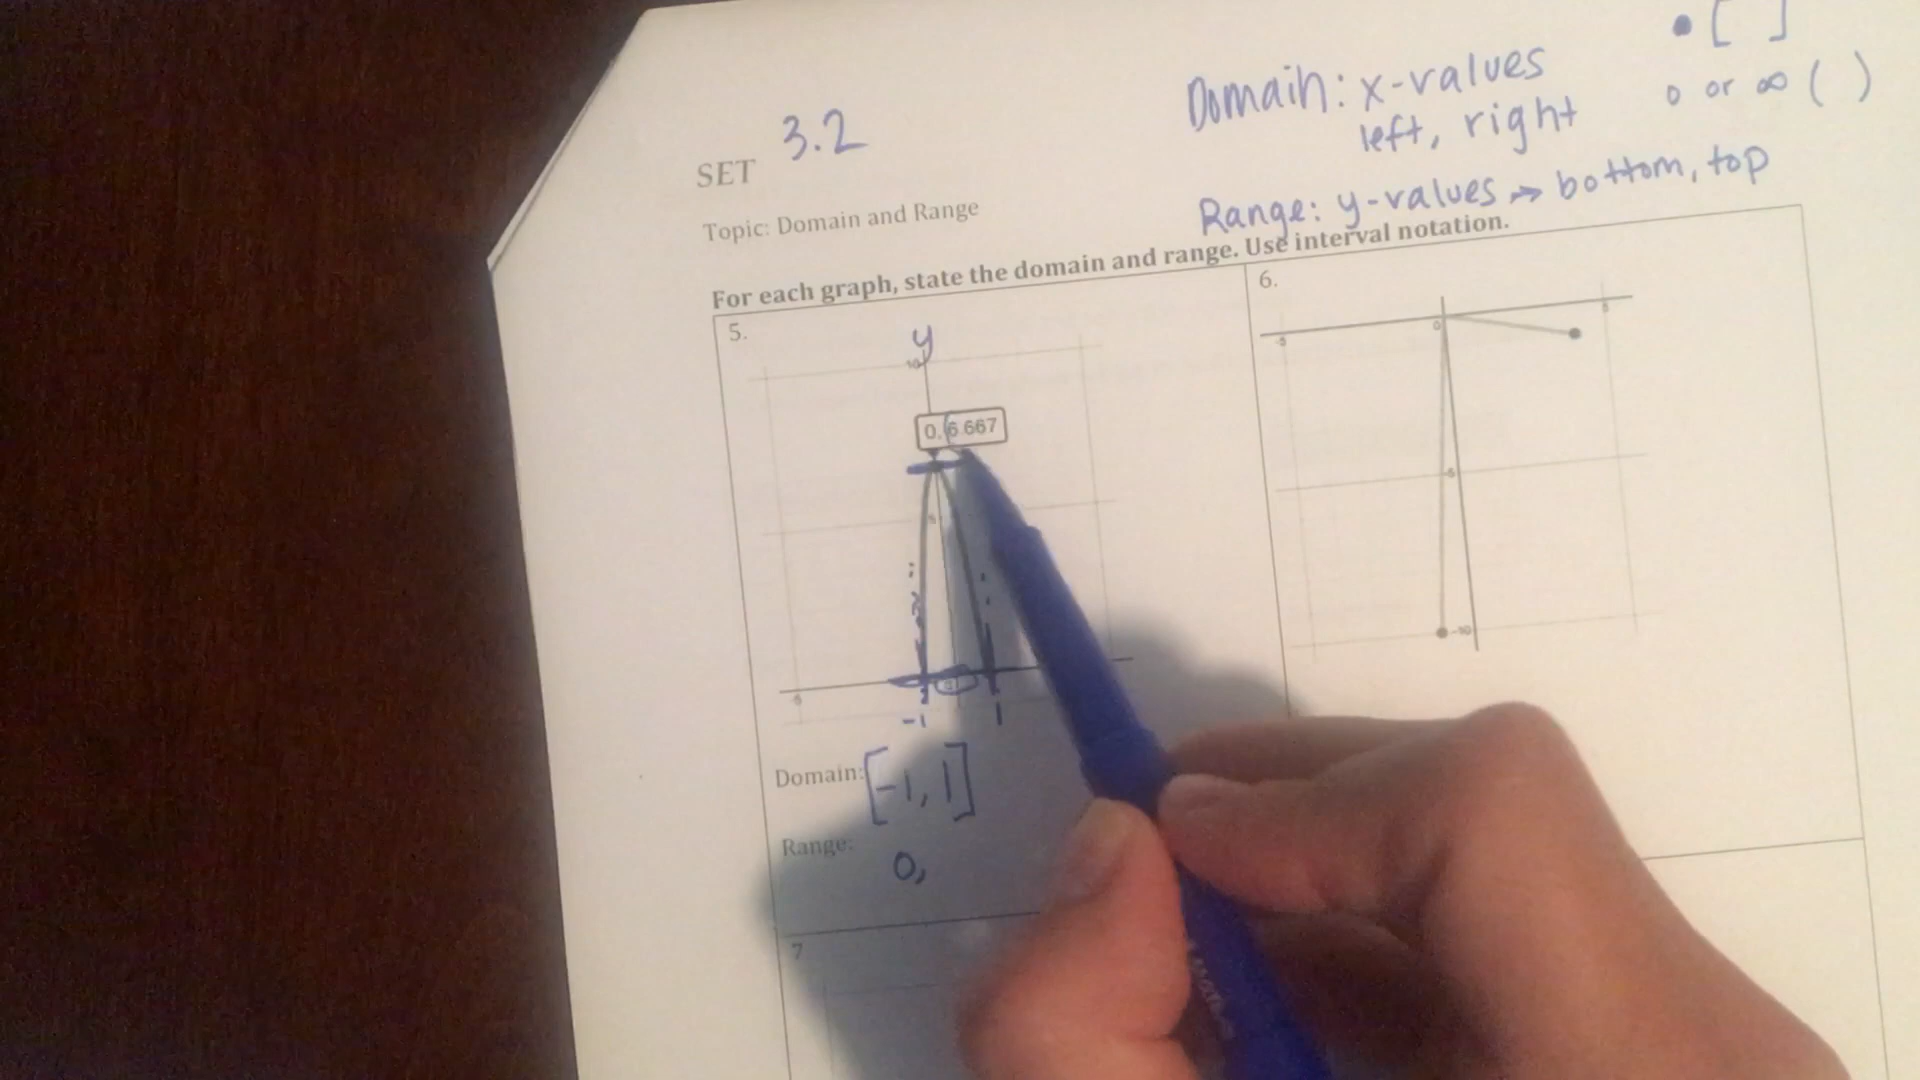 • [ ]
Domain: x-values
o or ∞ ( )
left, right
3.2
SET
Range: y-values → bottom, top
Topic: Domain and Range
For each graph, state the domain and range. Use interval notation.
5.
6.
y
10
0, 6.667
5
-1
1
0
-5
-10
Domain: [-1, 1]
Range: 0,
7